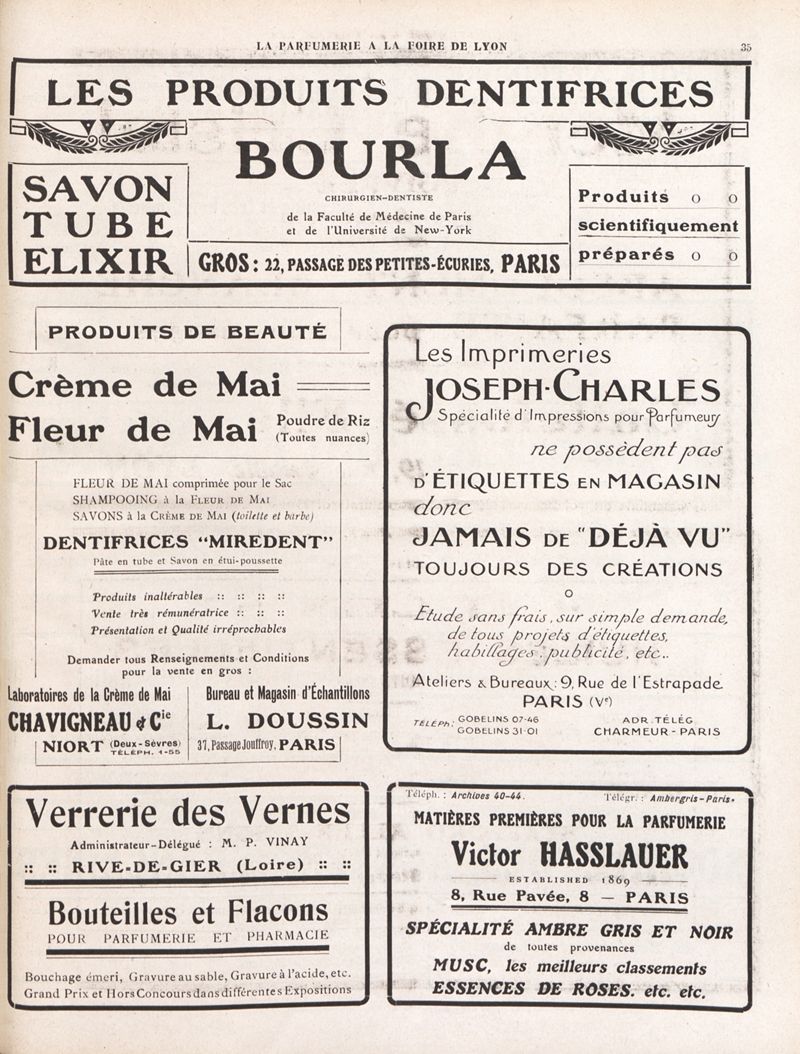 LA PARFUMERIE A LA FOIRE DE LYON
35
LES PRODUITS DENTIFRICES
BOURLA
SAVON
TUBE
ELIXIR
CHIRURGIEN-DENTISTE
de la Faculté de Médecine de Paris
et de l'Université de New-York
GROS : 22, PASSAGE DES PETITES-ÉCURIES, PARIS
Produits o o
scientifiquement
préparés o o
PRODUITS DE BEAUTÉ
Crème de Mai
Fleur de Mai Poudre de Riz
(Toutes nuances)
FLEUR DE MAI comprimée pour le Sac
SHAMPOOING à la FLEUR DE MAI
SAVONS à la CRÈME DE MAI (toilette et barbe)
DENTIFRICES "MIREDENT"
Pâte en tube et Savon en étui-poussette
Produits inaltérables :: :: :: ::
Vente très rémunératrice :: :: ::
Présentation et Qualité irréprochables
Demander tous Renseignements et Conditions
pour la vente en gros :
Laboratoires de la Crème de Mai
CHAVIGNEAU & Cie
NIORT (Deux-Sèvres)
TÉLÉPH. 1-55
Bureau et Magasin d'Échantillons
L. DOUSSIN
37, Passage Jouffroy, PARIS
Les Imprimeries
JOSEPH-CHARLES
Spécialité d'Impressions pour Parfumeurs
ne possèdent pas
D'ÉTIQUETTES EN MAGASIN
donc
JAMAIS DE "DÉJÀ VU"
TOUJOURS DES CRÉATIONS
o
Etude sans frais, sur simple demande,
de tous projets d'étiquettes,
habillages, publicité, etc..
Ateliers & Bureaux : 9, Rue de l'Estrapade
PARIS (Ve)
TÉLÉPH: GOBELINS 07-46
GOBELINS 31-01
ADR. TÉLÉG.
CHARMEUR - PARIS
Verrerie des Vernes
Administrateur-Délégué : M. P. VINAY
:: :: RIVE-DE-GIER (Loire) :: ::
Bouteilles et Flacons
POUR PARFUMERIE ET PHARMACIE
Bouchage émeri, Gravure au sable, Gravure à l'acide, etc.
Grand Prix et Hors Concours dans différentes Expositions
Téléph. : Archives 40-44. Télégr. : Ambergris-Paris.
MATIÈRES PREMIÈRES POUR LA PARFUMERIE
Victor HASSLAUER
ESTABLISHED 1869
8, Rue Pavée, 8 — PARIS
SPÉCIALITÉ AMBRE GRIS ET NOIR
de toutes provenances
MUSC, les meilleurs classements
ESSENCES DE ROSES. etc. etc.